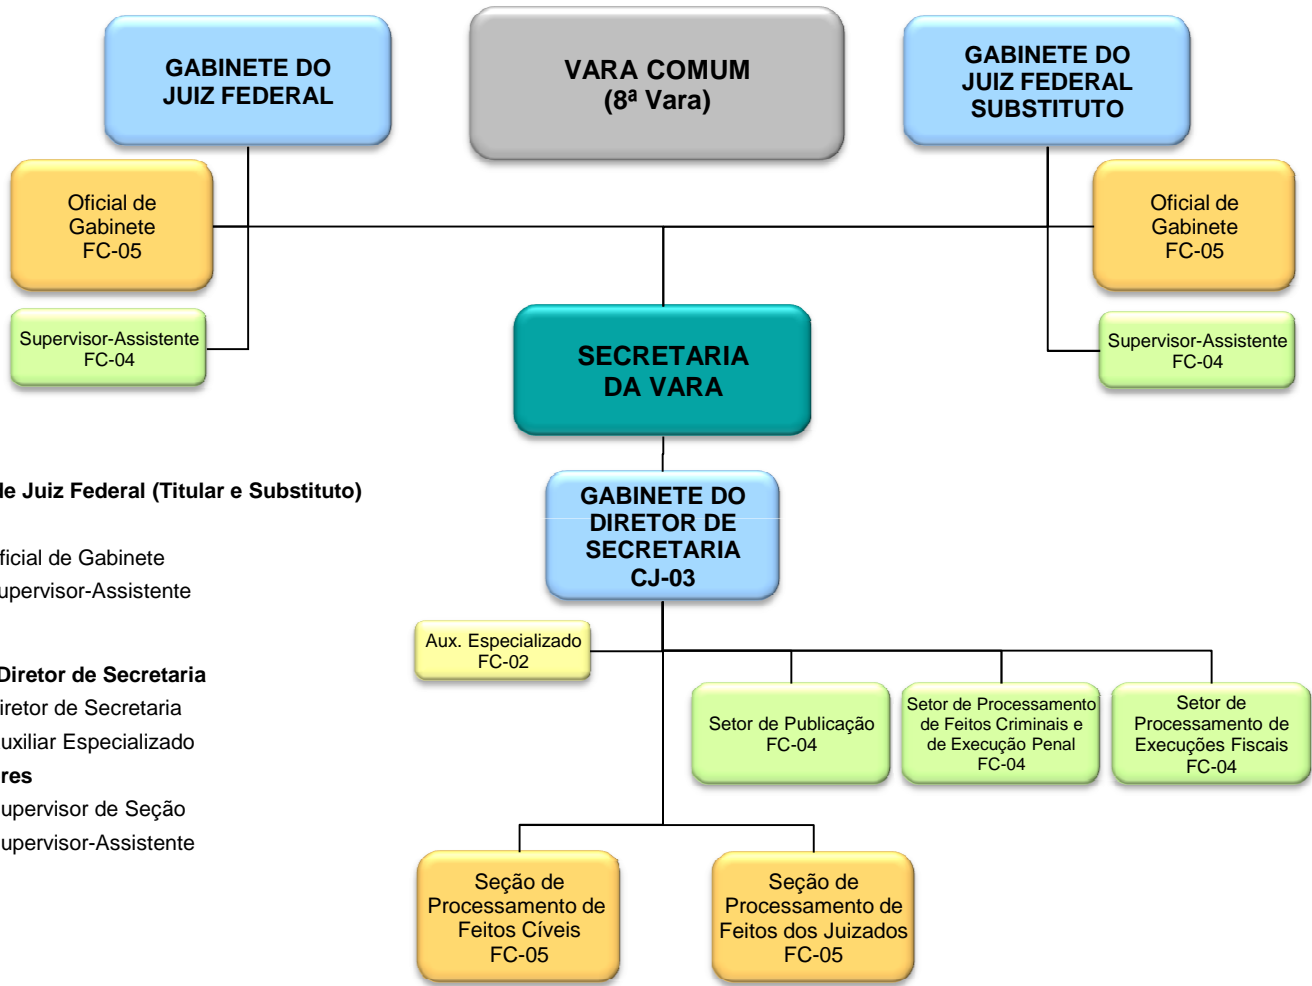 GABINETE DO
JUIZ FEDERAL
VARA COMUM
(8ª Vara)
GABINETE DO
JUIZ FEDERAL
SUBSTITUTO
Oficial de
Gabinete
FC-05
Oficial de
Gabinete
FC-05
Supervisor-Assistente
FC-04
Supervisor-Assistente
FC-04
SECRETARIA
DA VARA
GABINETE DO
DIRETOR DE
SECRETARIA
CJ-03
Juiz Federal (Titular e Substituto)
ficial de Gabinete
upervisor-Assistente
Diretor de Secretaria
iretor de Secretaria
uxiliar Especializado
res
upervisor de Seção
upervisor-Assistente
Aux. Especializado
FC-02
Setor de Publicação
FC-04
Setor de Processamento
de Feitos Criminais e
de Execução Penal
FC-04
Setor de
Processamento de
Execuções Fiscais
FC-04
Seção de
Processamento de
Feitos Cíveis
FC-05
Seção de
Processamento de
Feitos dos Juizados
FC-05